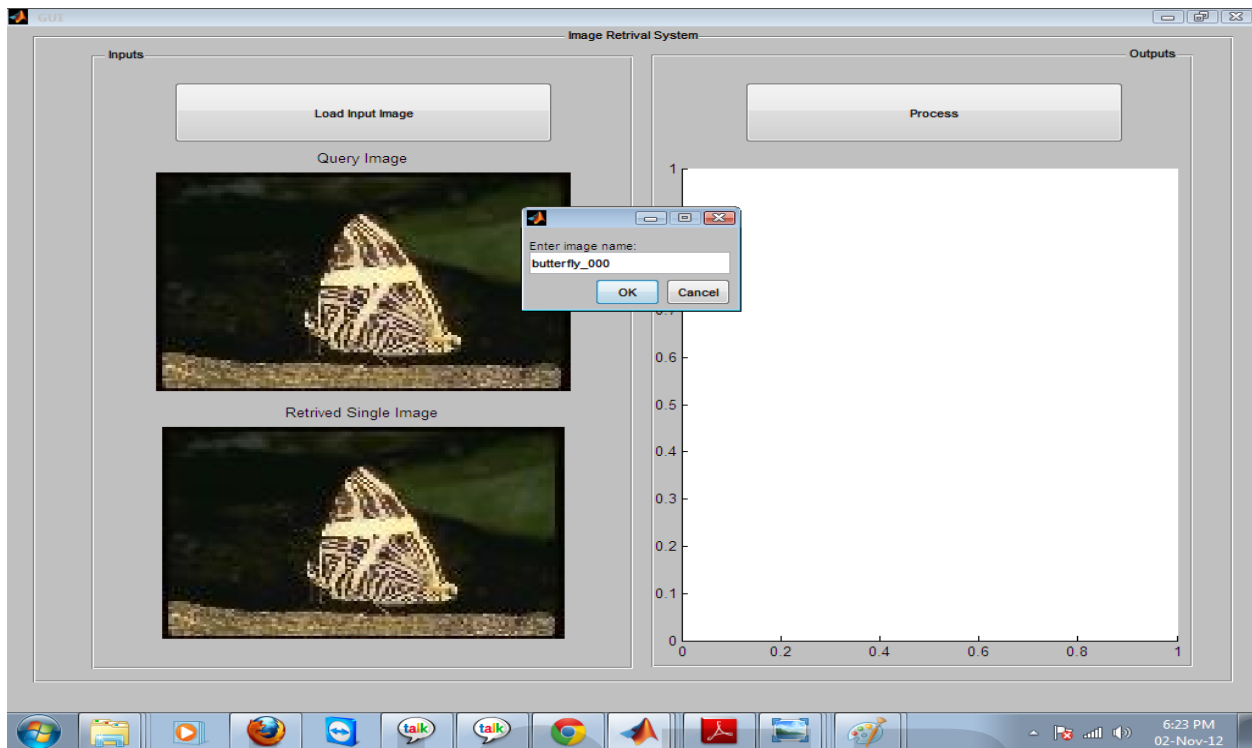 GUI
Image Retrival System
Inputs
Outputs
Load Input Image
Process
Query Image
Enter image name:
butterfly_000
OK
Cancel
Retrived Single Image
1
0.6
0.5
0.4
0.3
0.2
0.1
0
0 0.2 0.4 0.6 0.8 1
talk
talk
6:23 PM
02-Nov-12